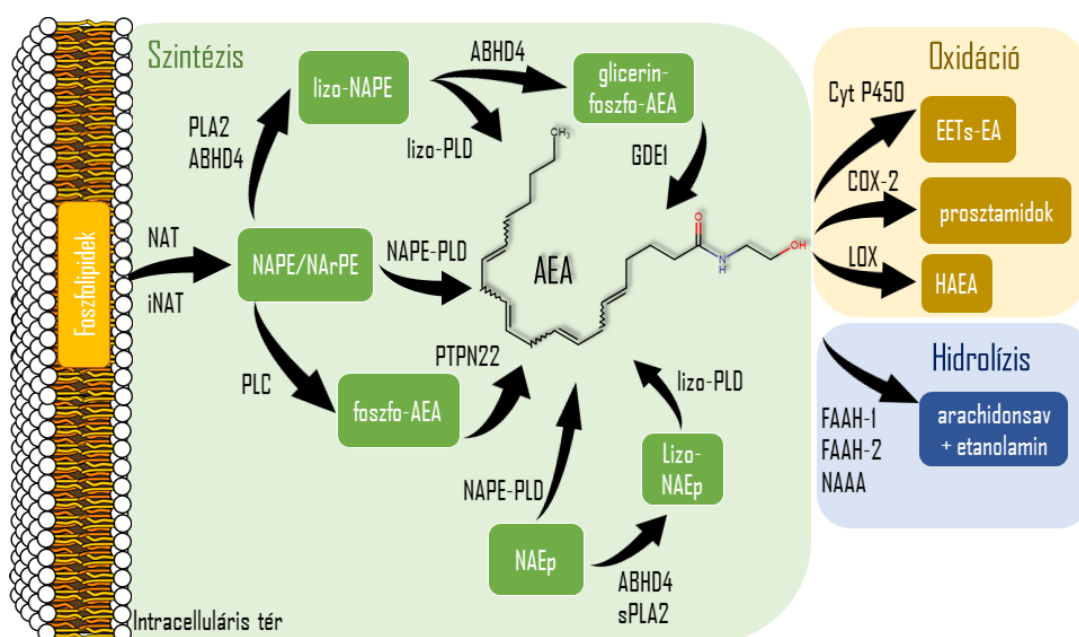 Szintézis
Foszfolipidek
NAT
iNAT
PLA2
ABHD4
lizo-NAPE
ABHD4
lizo-PLD
glicerin-
foszfo-AEA
GDE1
NAPE/NArPE
NAPE-PLD
AEA
CH₃
O
N
H
OH
PLC
foszfo-AEA
PTPN22
NAPE-PLD
NAEp
ABHD4
sPLA2
Lizo-
NAEp
lizo-PLD
Intracelluláris tér
Oxidáció
Cyt P450
EETs-EA
COX-2
prosztamidok
LOX
HAEA
Hidrolízis
FAAH-1
FAAH-2
NAAA
arachidonsav
+ etanolamin